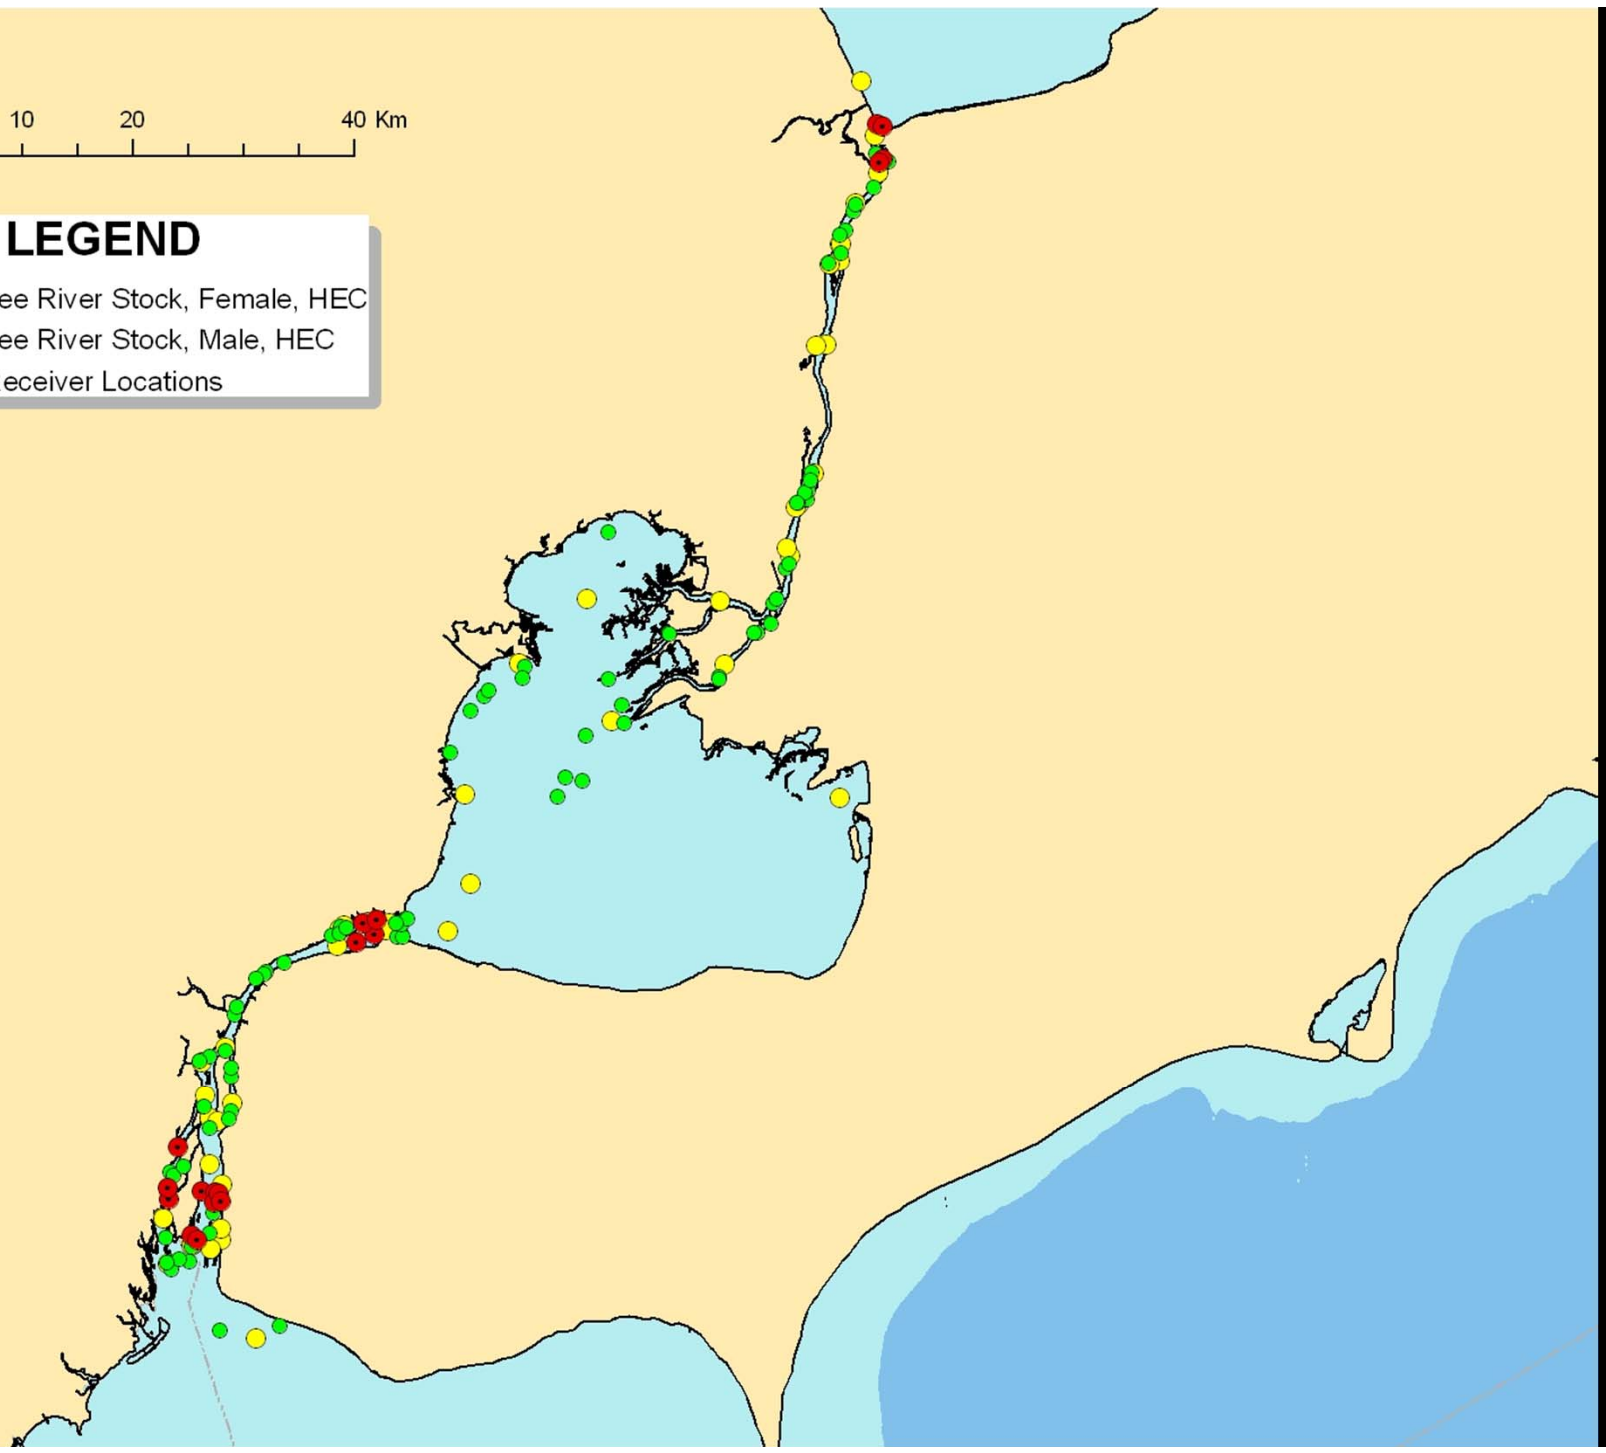 10 20 40 Km
LEGEND
ee River Stock, Female, HEC
ee River Stock, Male, HEC
eceiver Locations